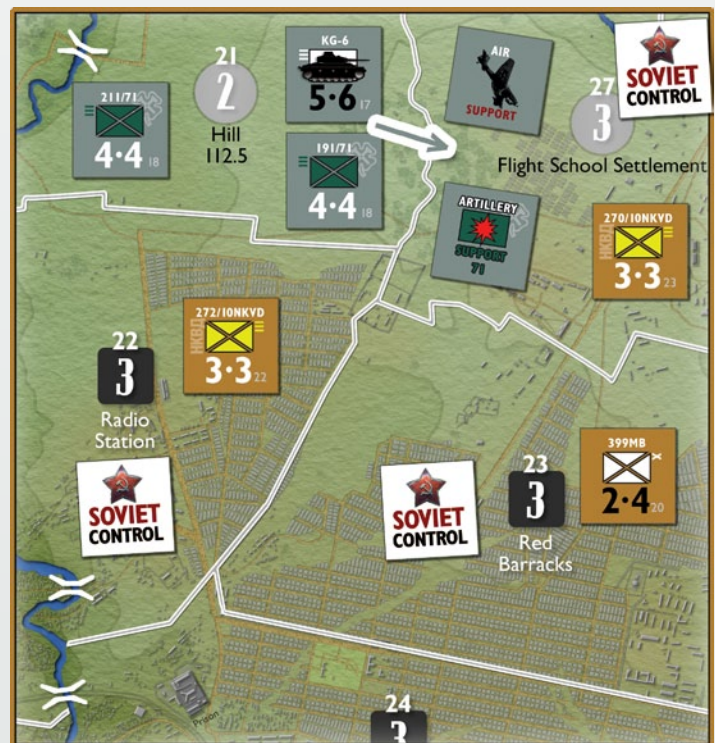 21
2
Hill
112.5
211/71
4-4 18
KG-6
5-6 17
191/71
4-4 18
AIR
SUPPORT
SOVIET
CONTROL
27
3
Flight School Settlement
ARTILLERY
SUPPORT
71
270/10NKVD
НКВД
3-3 23
272/10NKVD
НКВД
3-3 22
22
3
Radio
Station
SOVIET
CONTROL
SOVIET
CONTROL
23
3
Red
Barracks
399MB
X
2-4 20
Prison
24
3